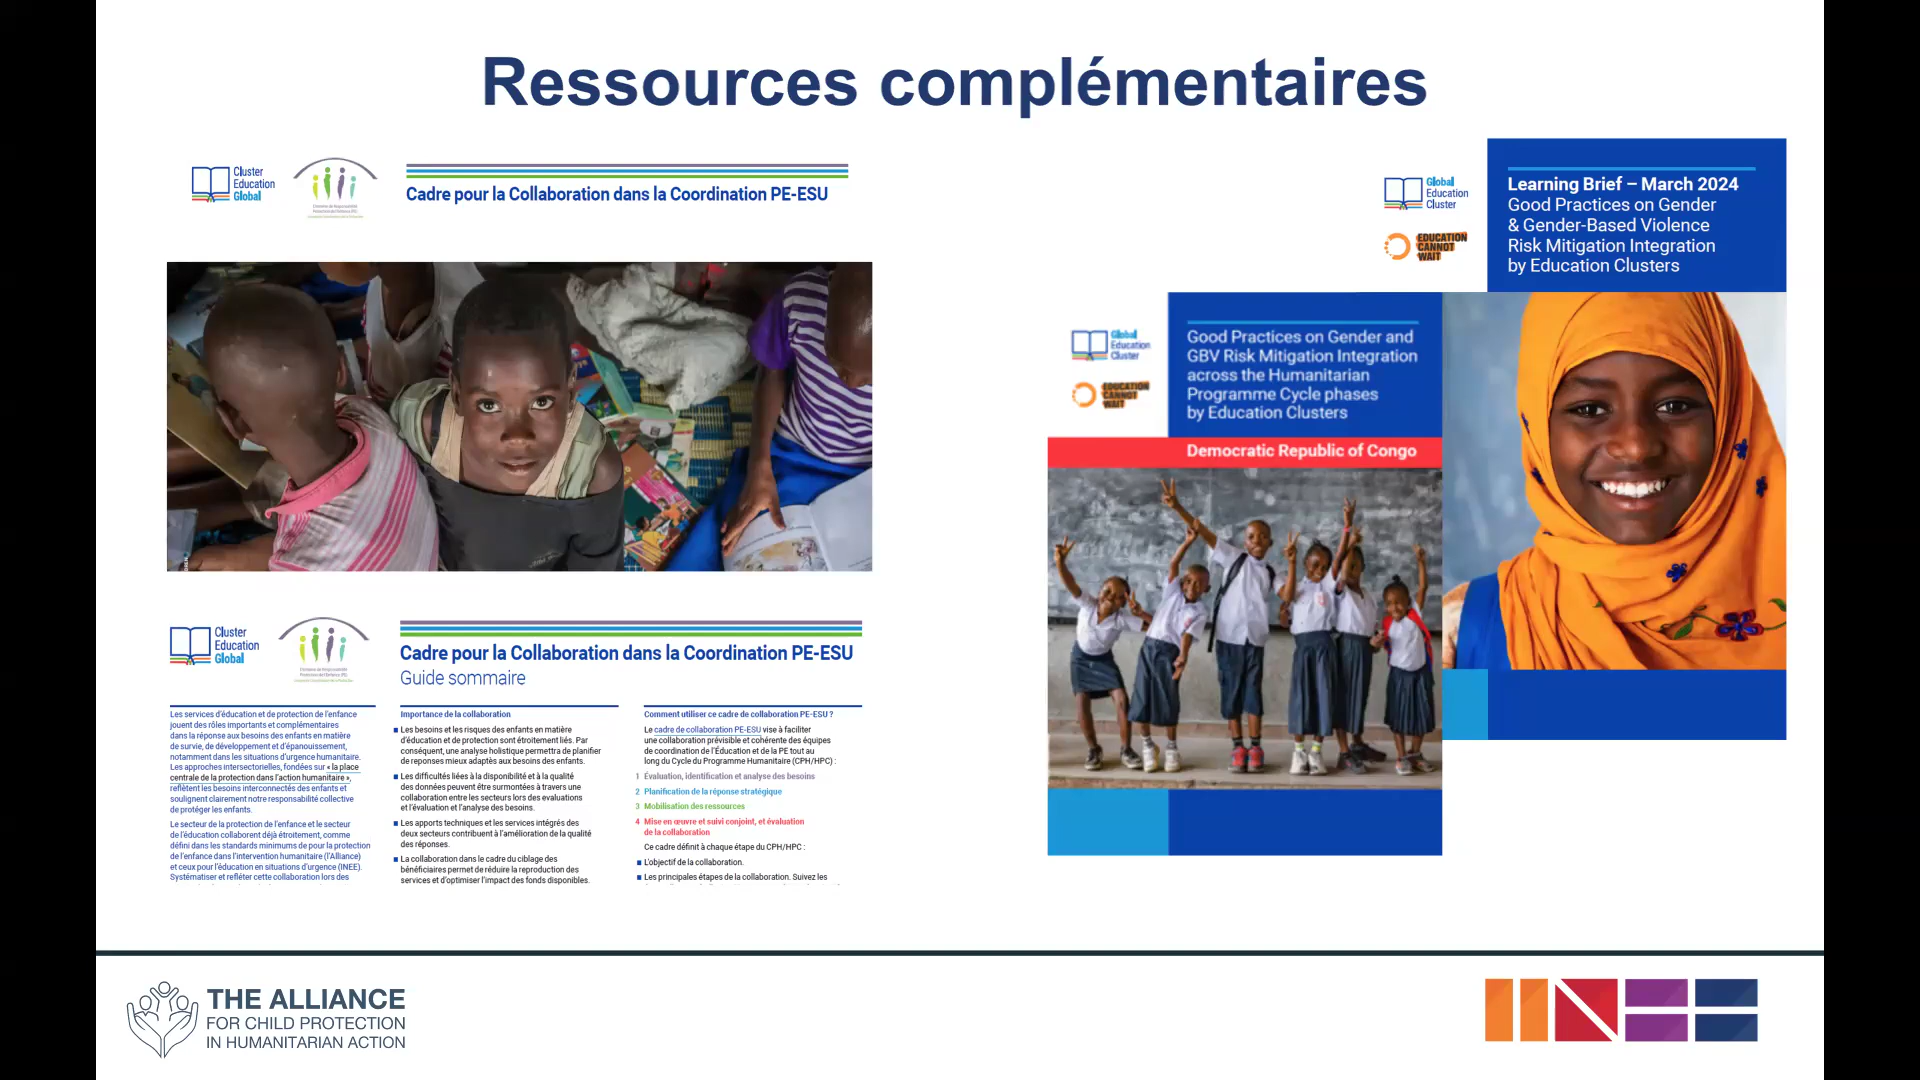 Ressources complémentaires
Cluster
Education
Global
Cadre pour la Collaboration dans la Coordination PE-ESU
Cluster
Education
Global
Cadre pour la Collaboration dans la Coordination PE-ESU
Guide sommaire
Les services d'éducation et de protection de l'enfance
jouent des rôles importants et complémentaires
dans la réponse aux besoins des enfants en matière
de survie, de développement et d'épanouissement,
notamment dans les situations d'urgence humanitaire.
Les approches intersectorielles, fondées sur « la place
centrale de la protection dans l'action humanitaire »,
reflètent les besoins interconnectés des enfants et
soulignent clairement notre responsabilité collective
de protéger les enfants.
Le secteur de la protection de l'enfance et le secteur
de l'éducation collaborent déjà étroitement, comme
défini dans les standards minimums de pour la protection
de l'enfance dans l'intervention humanitaire (l'Alliance)
et ceux pour l'éducation en situations d'urgence (INEE).
Systématiser et refléter cette collaboration lors des
Importance de la collaboration
■ Les besoins et les risques des enfants en matière
d'éducation et de protection sont étroitement liés. Par
conséquent, une analyse holistique permettra de planifier
de reponses mieux adaptés aux besoins des enfants.
■ Les difficultés liées à la disponibilité et à la qualité
des données peuvent être surmontées à travers une
collaboration entre les secteurs lors des evaluations
et l'évaluation et l'analyse des besoins.
■ Les apports techniques et les services intégrés des
deux secteurs contribuent à l'amélioration de la qualité
des réponses.
■ La collaboration dans le cadre du ciblage des
bénéficiaires permet de réduire la reproduction des
services et d'optimiser l'impact des fonds disponibles.
Comment utiliser ce cadre de collaboration PE-ESU ?
Le cadre de collaboration PE-ESU vise à faciliter
une collaboration prévisible et cohérente des équipes
de coordination de l'Éducation et de la PE tout au
long du Cycle du Programme Humanitaire (CPH/HPC) :
1 Évaluation, identification et analyse des besoins
2 Planification de la réponse stratégique
3 Mobilisation des ressources
4 Mise en œuvre et suivi conjoint, et évaluation
de la collaboration
Ce cadre définit à chaque étape du CPH/HPC :
■ L'objectif de la collaboration.
■ Les principales étapes de la collaboration. Suivez les
Global
Education
Cluster
EDUCATION
CANNOT
WAIT
Learning Brief – March 2024
Good Practices on Gender
& Gender-Based Violence
Risk Mitigation Integration
by Education Clusters
Global
Education
Cluster
EDUCATION
CANNOT
WAIT
Good Practices on Gender and
GBV Risk Mitigation Integration
across the Humanitarian
Programme Cycle phases
by Education Clusters
Democratic Republic of Congo
THE ALLIANCE
FOR CHILD PROTECTION
IN HUMANITARIAN ACTION
INEE